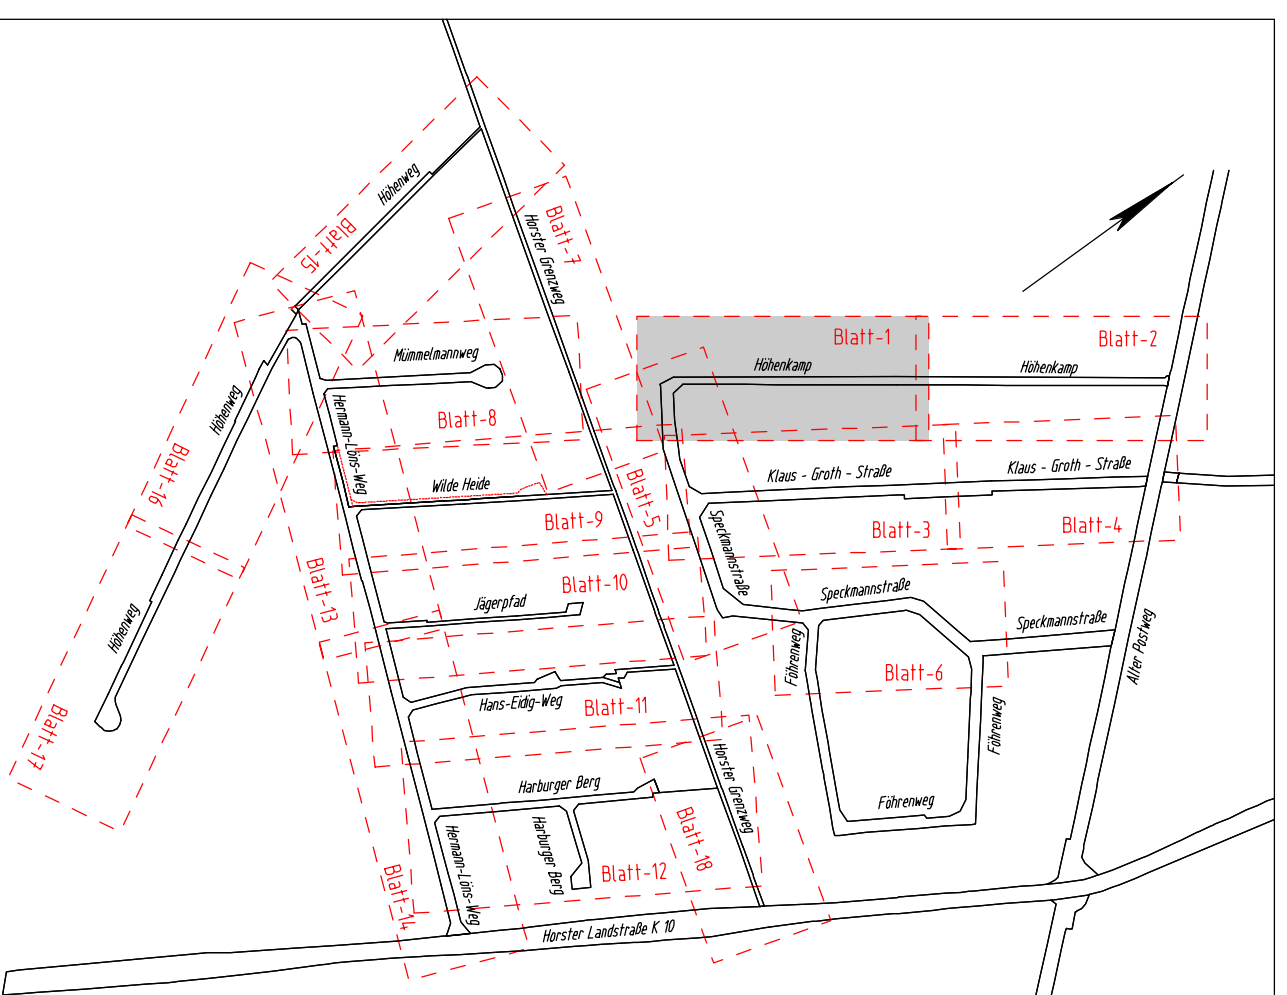 Höhenweg
Blatt-15
Horster Grenzweg
Blatt-7
Blatt-1
Blatt-2
Höhenkamp
Höhenkamp
Mümmelmannweg
Höhenweg
Hermann-Löns-Weg
Blatt-8
Blatt-16
Wilde Heide
Blatt-5
Klaus - Groth - Straße
Klaus - Groth - Straße
Blatt-9
Speckmannstraße
Blatt-3
Blatt-4
Blatt-13
Blatt-10
Jägerpfad
Speckmannstraße
Speckmannstraße
Höhenweg
Föhrenweg
Alter Postweg
Blatt-6
Hans-Eidig-Weg
Blatt-11
Föhrenweg
Blatt-17
Horster Grenzweg
Harburger Berg
Föhrenweg
Blatt-18
Hermann-Löns-Weg
Harburger Berg
Blatt-12
Blatt-14
Horster Landstraße K 10